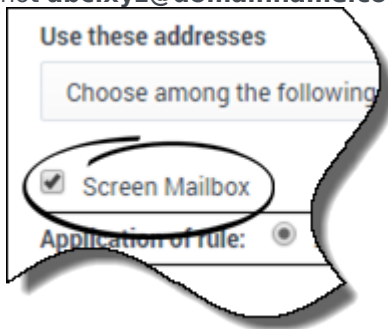 Use these addresses
Choose among the following
Screen Mailbox
Application of rule: